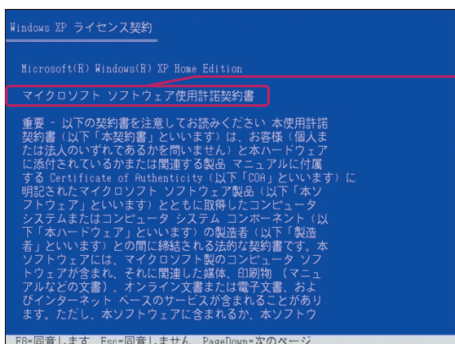 Windows XP ライセンス契約
Microsoft(R) Windows(R) XP Home Edition
マイクロソフト ソフトウェア使用許諾契約書
重要 - 以下の契約書を注意してお読みください 本使用許諾
契約書（以下「本契約書」といいます）は、お客様（個人ま
たは法人のいずれであるかを問いません）と本ハードウェア
に添付されているかまたは関連する製品 マニュアルに付属
する Certificate of Authenticity（以下「COA」といいます）に
明記されたマイクロソフト ソフトウェア製品（以下「本ソ
フトウェア」といいます）とともに取得したコンピュータ
システムまたはコンピュータ システム コンポーネント（以
下「本ハードウェア」といいます）の製造者（以下「製造
者」といいます）との間に締結される法的な契約書です。本
ソフトウェアには、マイクロソフト製のコンピュータ ソフ
トウェアが含まれ、それに関連した媒体、印刷物 （マニュ
アルなどの文書）、オンライン文書または電子文書、およ
びインターネット ベースのサービスが含まれることがあり
ます。ただし、本ソフトウェアに含まれるか、本ソフトウ
F8=同意します Esc=同意しません PageDown=次のページ